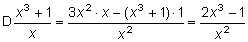 D (x³ + 1)/x = (3x² · x − (x³ + 1) · 1)/x² = (2x³ − 1)/x²